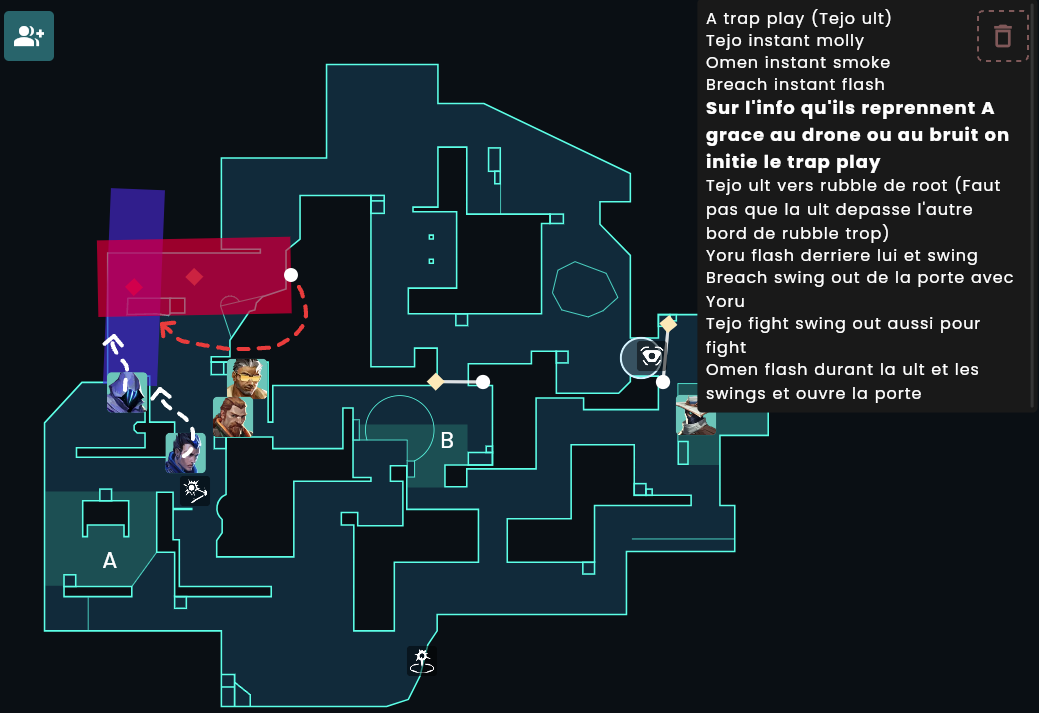 A trap play (Tejo ult)
Tejo instant molly
Omen instant smoke
Breach instant flash
Sur l'info qu'ils reprennent A
grace au drone ou au bruit on
initie le trap play
Tejo ult vers rubble de root (Faut
pas que la ult depasse l'autre
bord de rubble trop)
Yoru flash derriere lui et swing
Breach swing out de la porte avec
Yoru
Tejo fight swing out aussi pour
fight
Omen flash durant la ult et les
swings et ouvre la porte
B
A